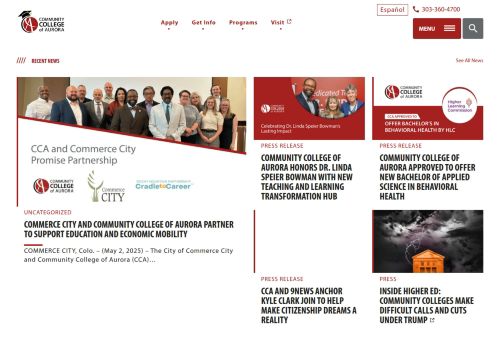 COMMUNITY
COLLEGE
OF AURORA
Apply
Get Info
Programs
Visit
Español
303-360-4700
MENU
//// RECENT NEWS
See All News
CCA and Commerce City
Promise Partnership
COMMUNITY
COLLEGE
OF AURORA
Commerce
CITY
Cradle to Career
UNCATEGORIZED
COMMERCE CITY AND COMMUNITY COLLEGE OF AURORA PARTNER
TO SUPPORT EDUCATION AND ECONOMIC MOBILITY
COMMERCE CITY, Colo. – (May 2, 2025) – The City of Commerce City
and Community College of Aurora (CCA)…
Celebrating Dr. Linda Speier Bowman's
Lasting Impact
PRESS RELEASE
COMMUNITY COLLEGE OF
AURORA HONORS DR. LINDA
SPEIER BOWMAN WITH NEW
TEACHING AND LEARNING
TRANSFORMATION HUB
COMMUNITY
COLLEGE
OF AURORA
Higher
Learning
Commission
CCA APPROVED TO
OFFER BACHELOR'S IN
BEHAVIORAL HEALTH BY HLC
PRESS RELEASE
COMMUNITY COLLEGE OF
AURORA APPROVED TO OFFER
NEW BACHELOR OF APPLIED
SCIENCE IN BEHAVIORAL
HEALTH
PRESS RELEASE
CCA AND 9NEWS ANCHOR
KYLE CLARK JOIN TO HELP
MAKE CITIZENSHIP DREAMS A
REALITY
PRESS
INSIDE HIGHER ED:
COMMUNITY COLLEGES MAKE
DIFFICULT CALLS AND CUTS
UNDER TRUMP